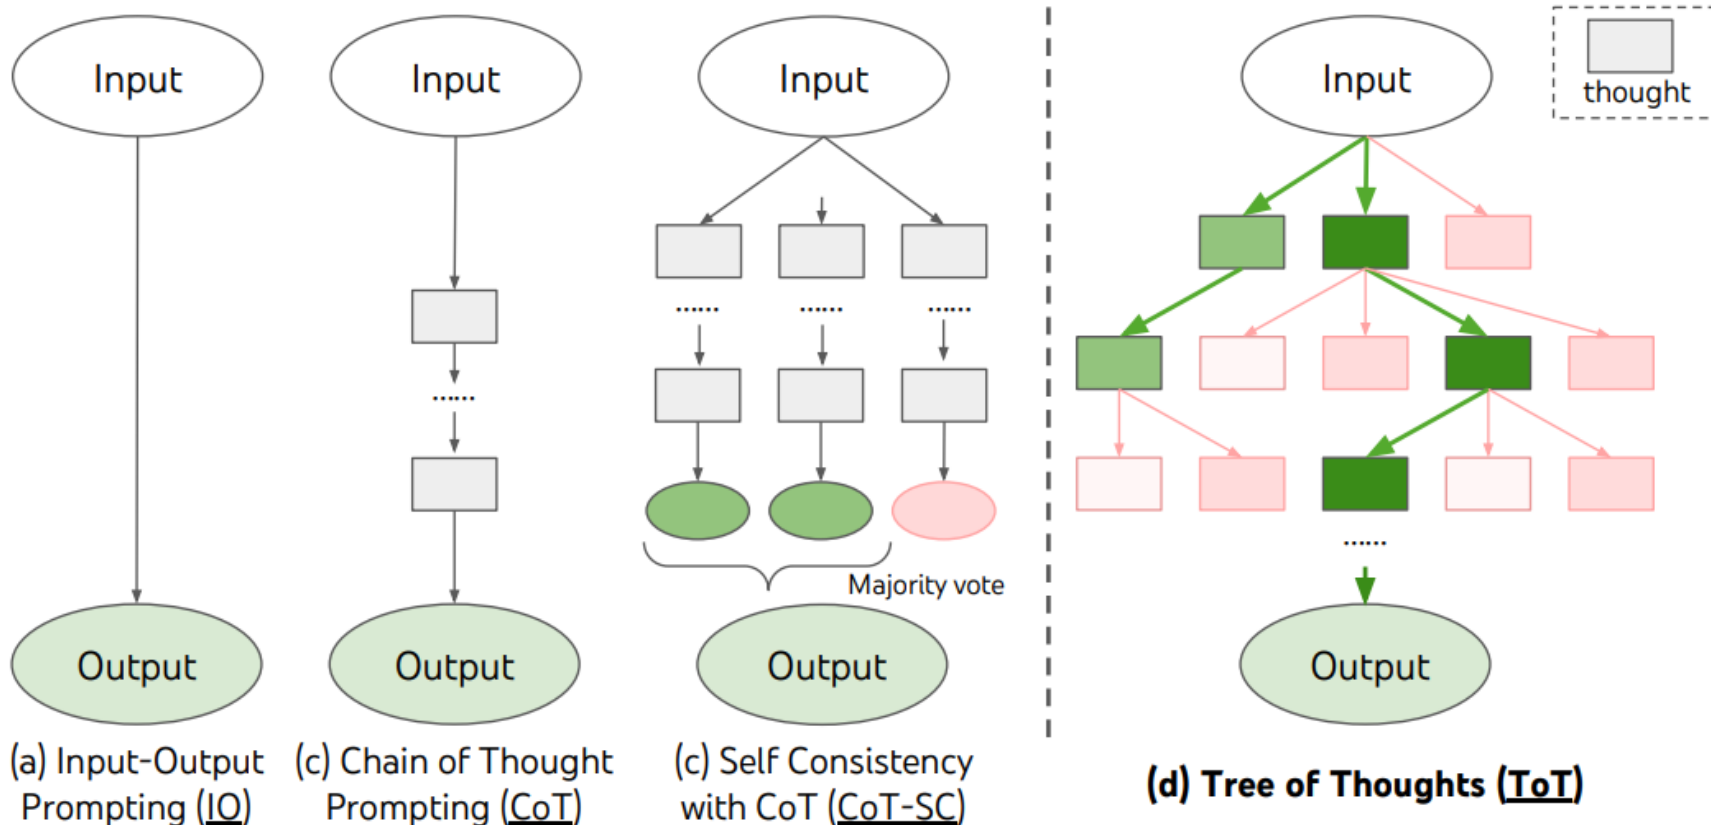 Input
Input
Input
Input
thought
......
......
......
......
......
Majority vote
Output
Output
Output
Output
(a) Input-Output
Prompting (IO)
(c) Chain of Thought
Prompting (CoT)
(c) Self Consistency
with CoT (CoT-SC)
(d) Tree of Thoughts (ToT)